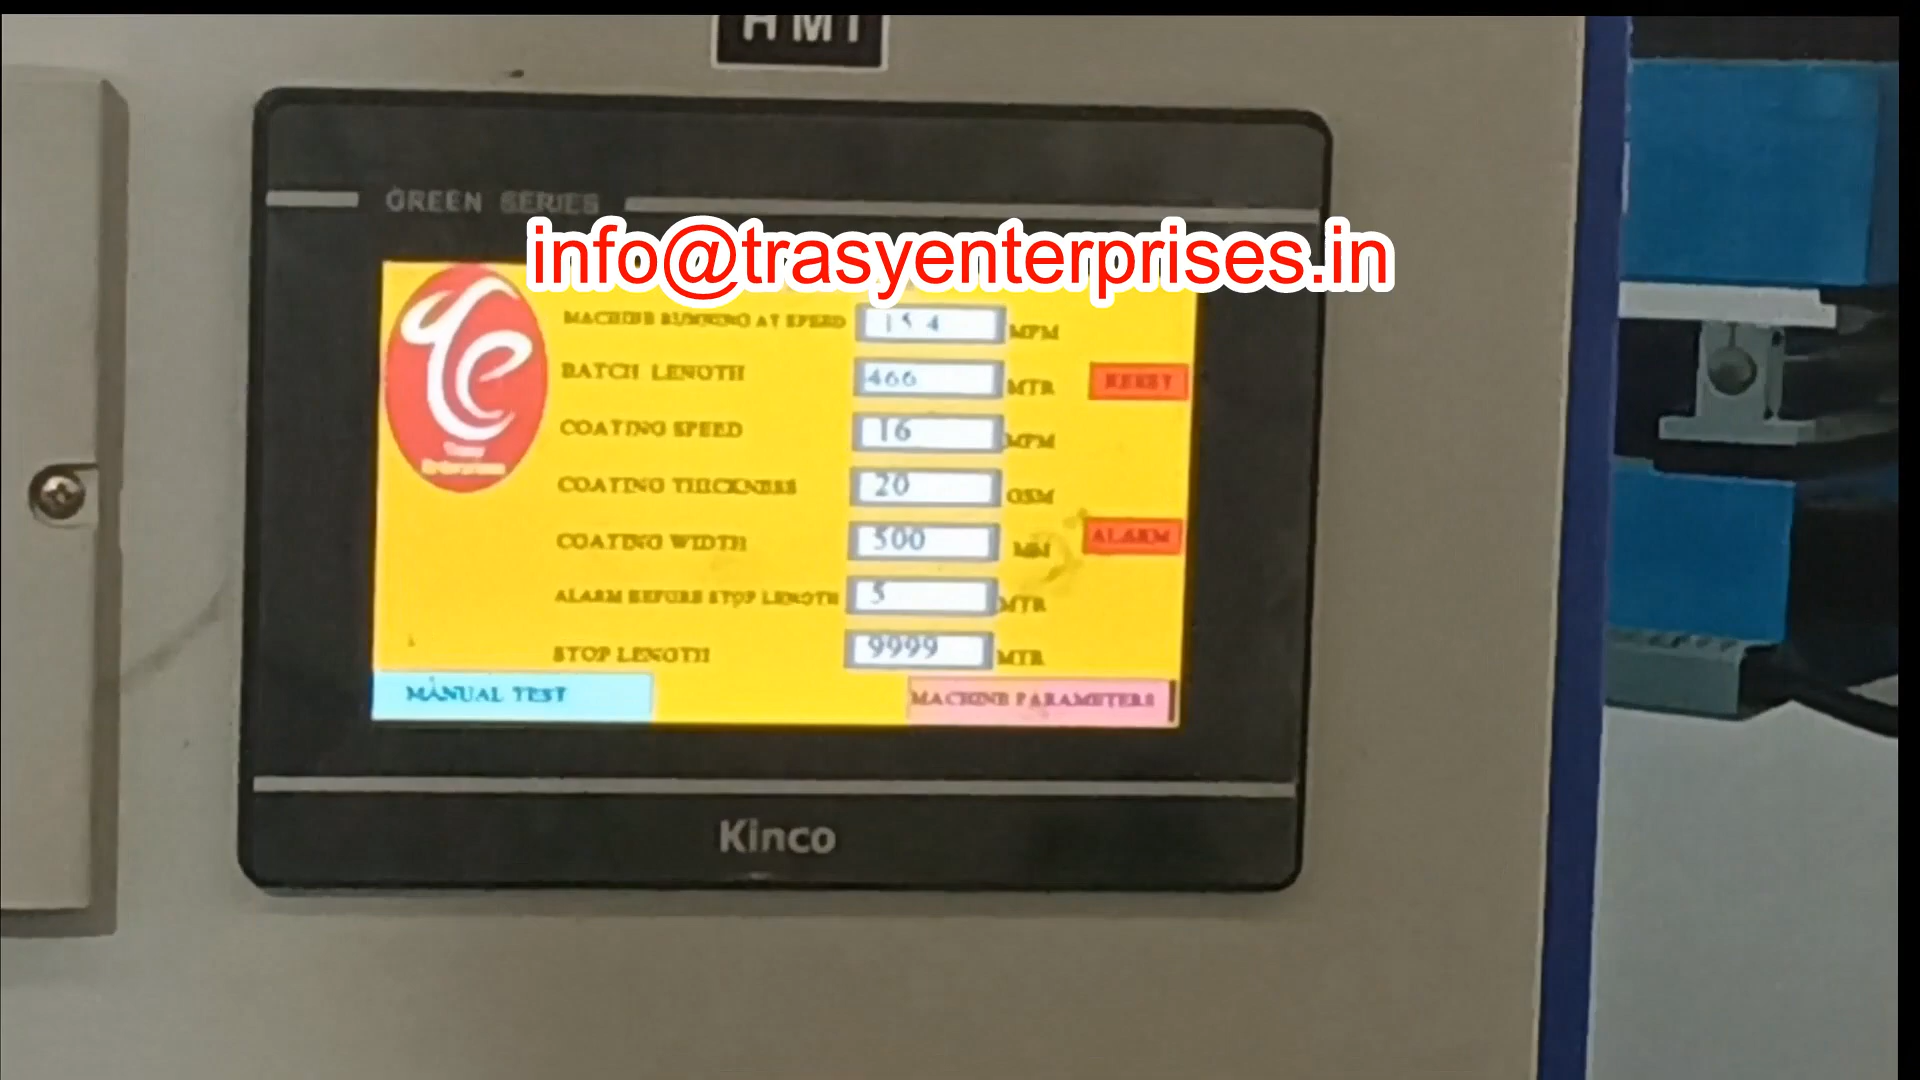 HMI
GREEN SERIES
info@trasyenterprises.in
MACHINE RUNNING AT SPEED 15.4 MPM
BATCH LENGTH 466 MTR RESET
COATING SPEED 16 MPM
COATING THICKNESS 20 GSM
COATING WIDTH 500 MM ALARM
ALARM BEFORE STOP LENGTH 5 MTR
STOP LENGTH 9999 MTR
MANUAL TEST MACHINE PARAMETERS
Kinco